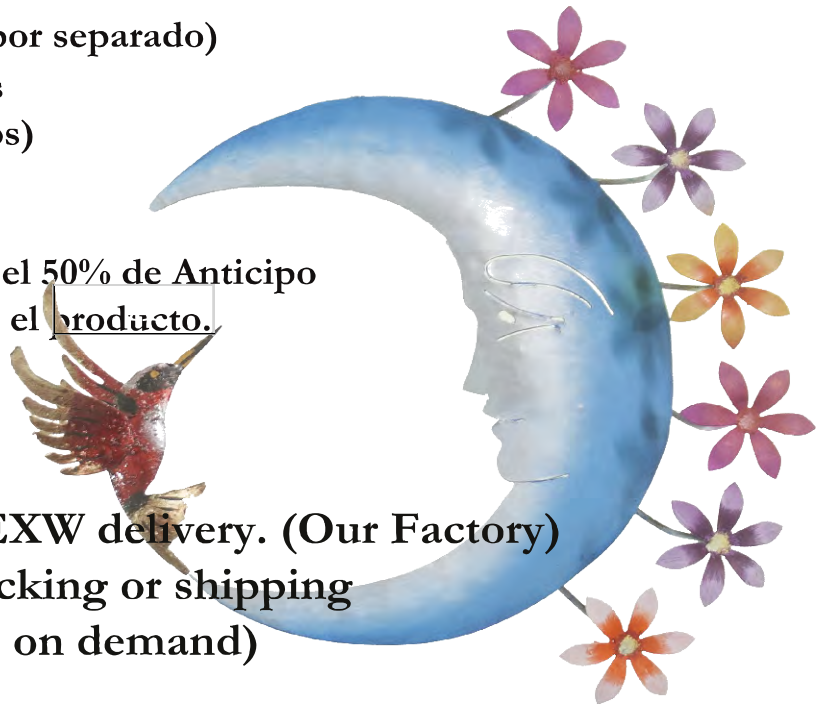 por separado)
s
os)
el 50% de Anticipo
el producto.
EXW delivery. (Our Factory)
cking or shipping
on demand)